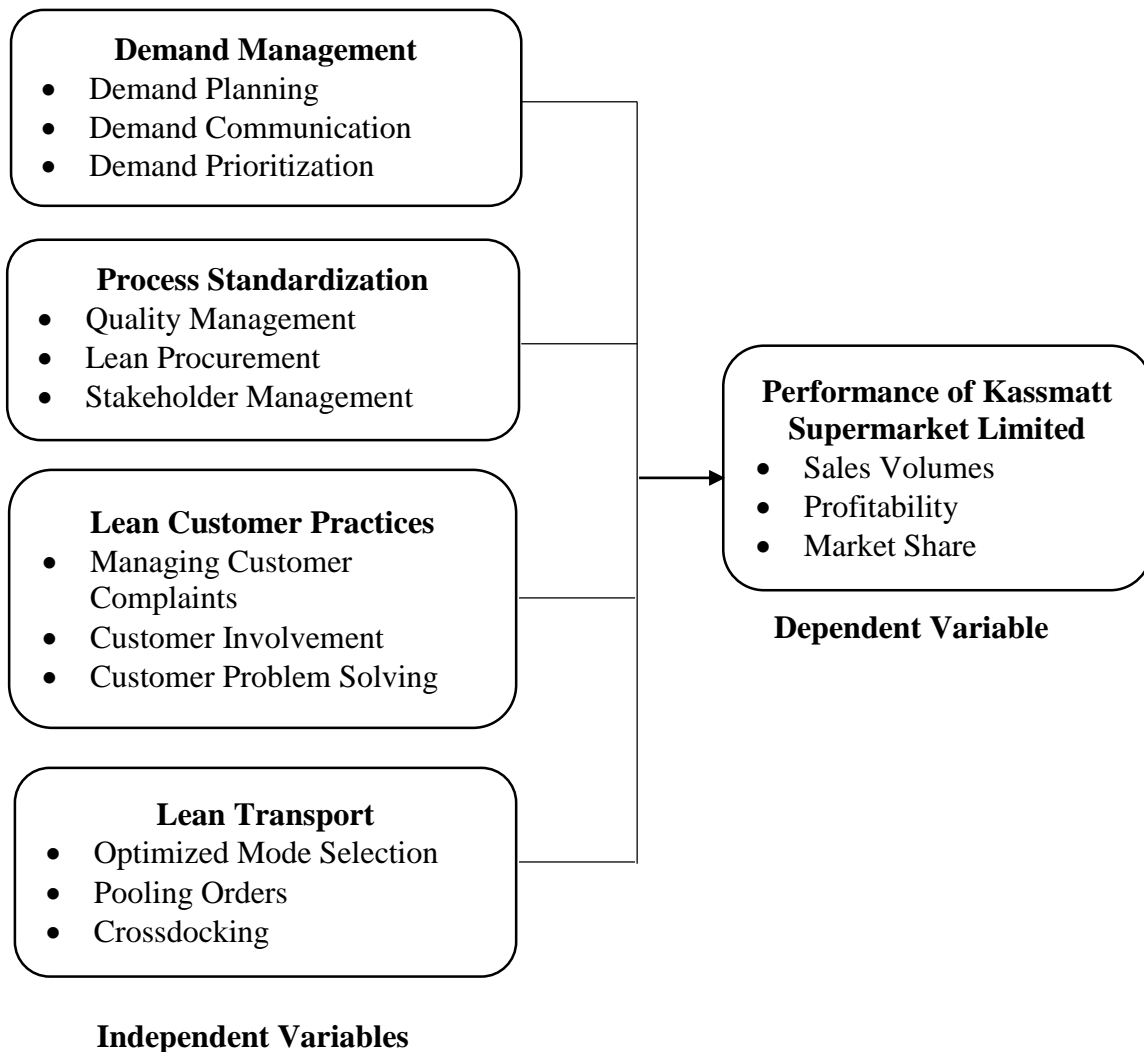 Demand Management
• Demand Planning
• Demand Communication
• Demand Prioritization
Process Standardization
• Quality Management
• Lean Procurement
• Stakeholder Management
Lean Customer Practices
• Managing Customer
Complaints
• Customer Involvement
• Customer Problem Solving
Lean Transport
• Optimized Mode Selection
• Pooling Orders
• Crossdocking
Independent Variables
Performance of Kassmatt
Supermarket Limited
• Sales Volumes
• Profitability
• Market Share
Dependent Variable